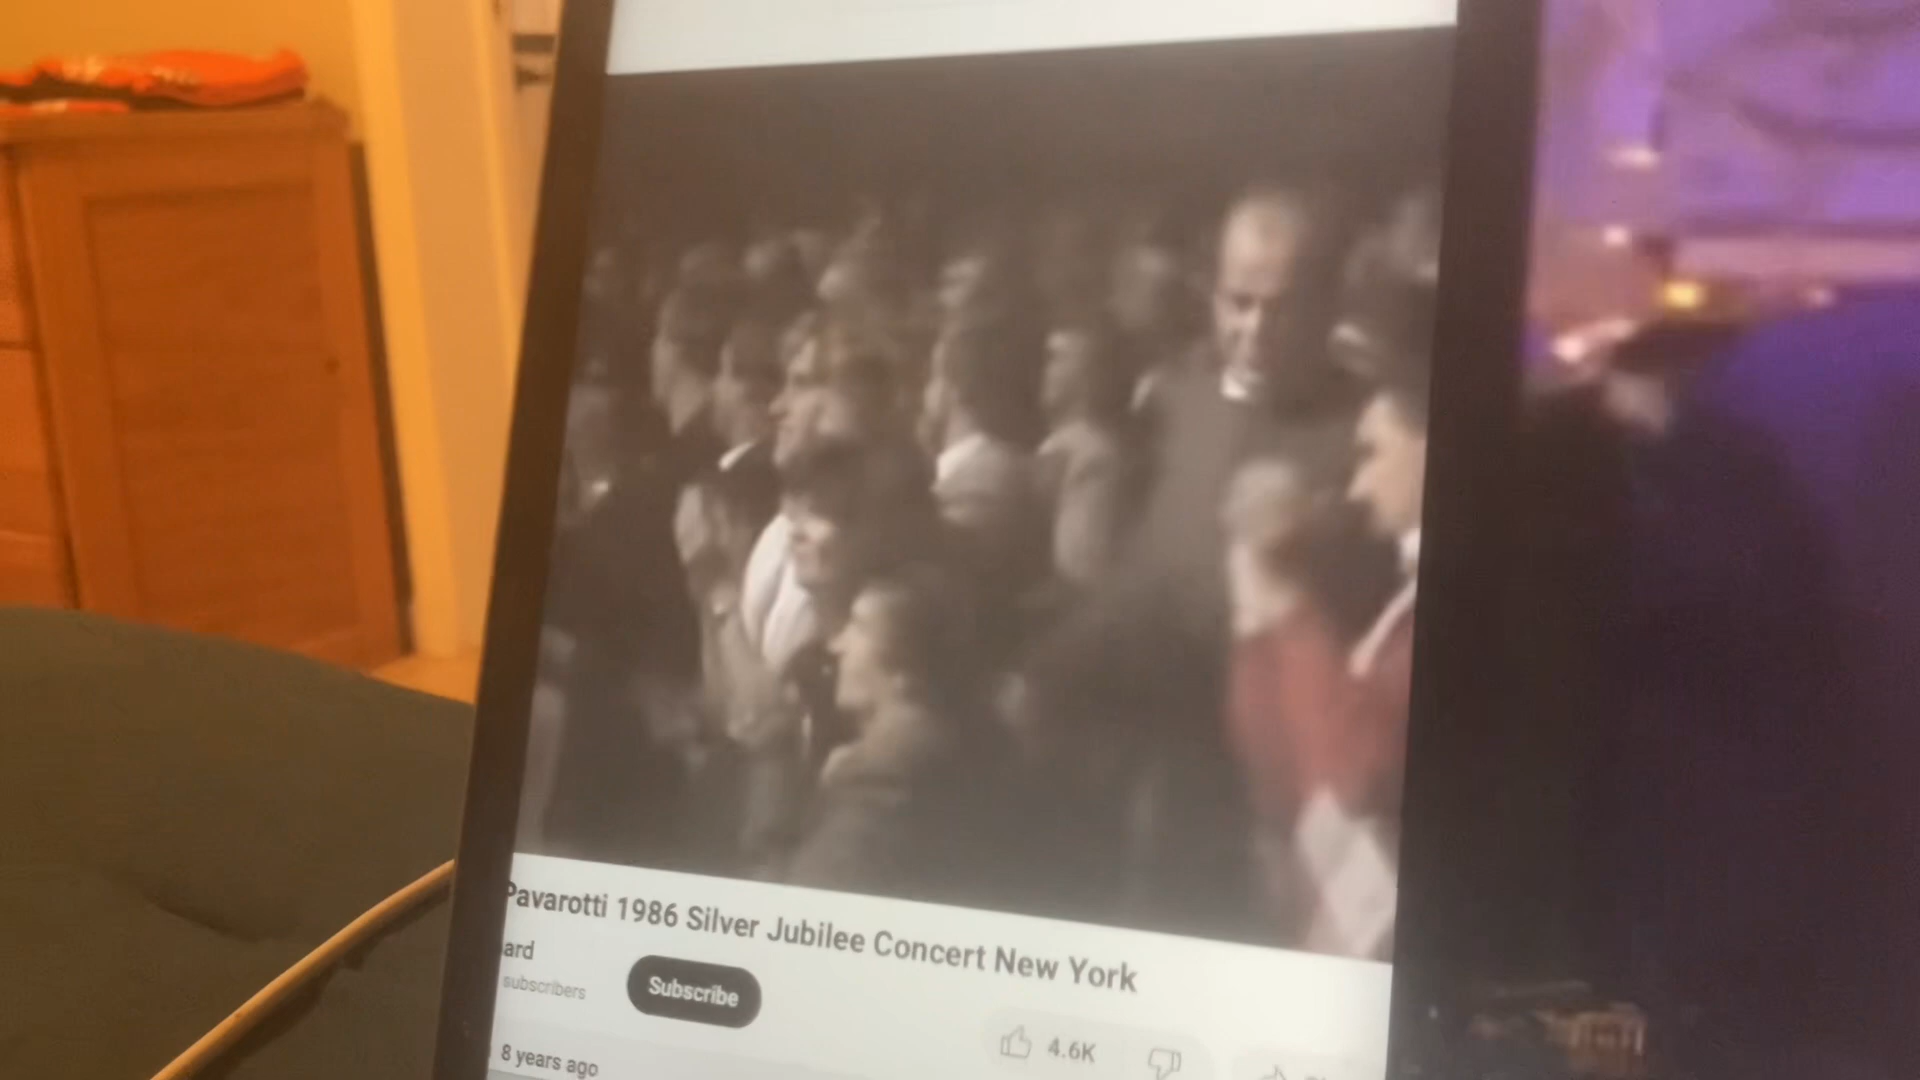 Pavarotti 1986 Silver Jubilee Concert New York
ard
subscribers
Subscribe
4.6K
8 years ago